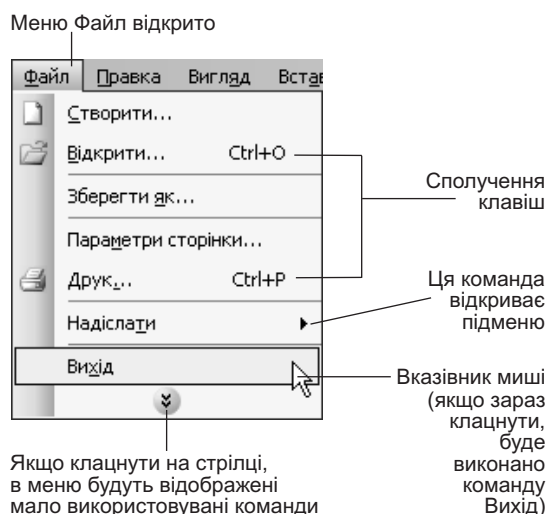 Меню Файл відкрито
Файл Правка Вигляд Встав
Створити...
Відкрити... Ctrl+O
Зберегти як...
Параметри сторінки...
Друк... Ctrl+P
Надіслати
Вихід
Сполучення
клавіш
Ця команда
відкриває
підменю
Вказівник миші
(якщо зараз
клацнути,
буде
виконано
команду
Вихід)
Якщо клацнути на стрілці,
в меню будуть відображені
мало використовувані команди